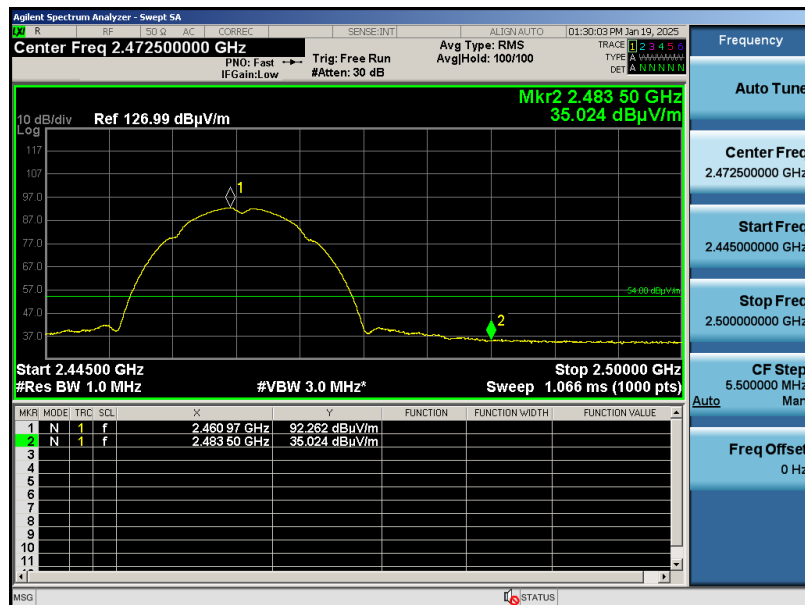 Agilent Spectrum Analyzer - Swept SA
LXI R RF 50 Ω AC CORREC SENSE:INT ALIGN AUTO 01:30:03 PM Jan 19, 2025
Center Freq 2.472500000 GHz
PNO: Fast
IFGain:Low
Trig: Free Run
#Atten: 30 dB
Avg Type: RMS
Avg|Hold: 100/100
TRACE 1 2 3 4 5 6
TYPE A WWWWW
DET A N N N N N
Mkr2 2.483 50 GHz
35.024 dBµV/m
10 dB/div Ref 126.99 dBµV/m
Log
117
107
97.0
87.0
77.0
67.0
57.0
47.0
37.0
1
2
54.00 dBµV/m
Start 2.44500 GHz Stop 2.50000 GHz
#Res BW 1.0 MHz #VBW 3.0 MHz* Sweep 1.066 ms (1000 pts)
MKR MODE TRC SCL X Y FUNCTION FUNCTION WIDTH FUNCTION VALUE
1 N 1 f 2.460 97 GHz 92.262 dBµV/m
2 N 1 f 2.483 50 GHz 35.024 dBµV/m
3
4
5
6
7
8
9
10
11
MSG STATUS
Frequency
Auto Tune
Center Freq
2.472500000 GHz
Start Freq
2.445000000 GHz
Stop Freq
2.500000000 GHz
CF Step
5.500000 MHz
Auto Man
Freq Offset
0 Hz